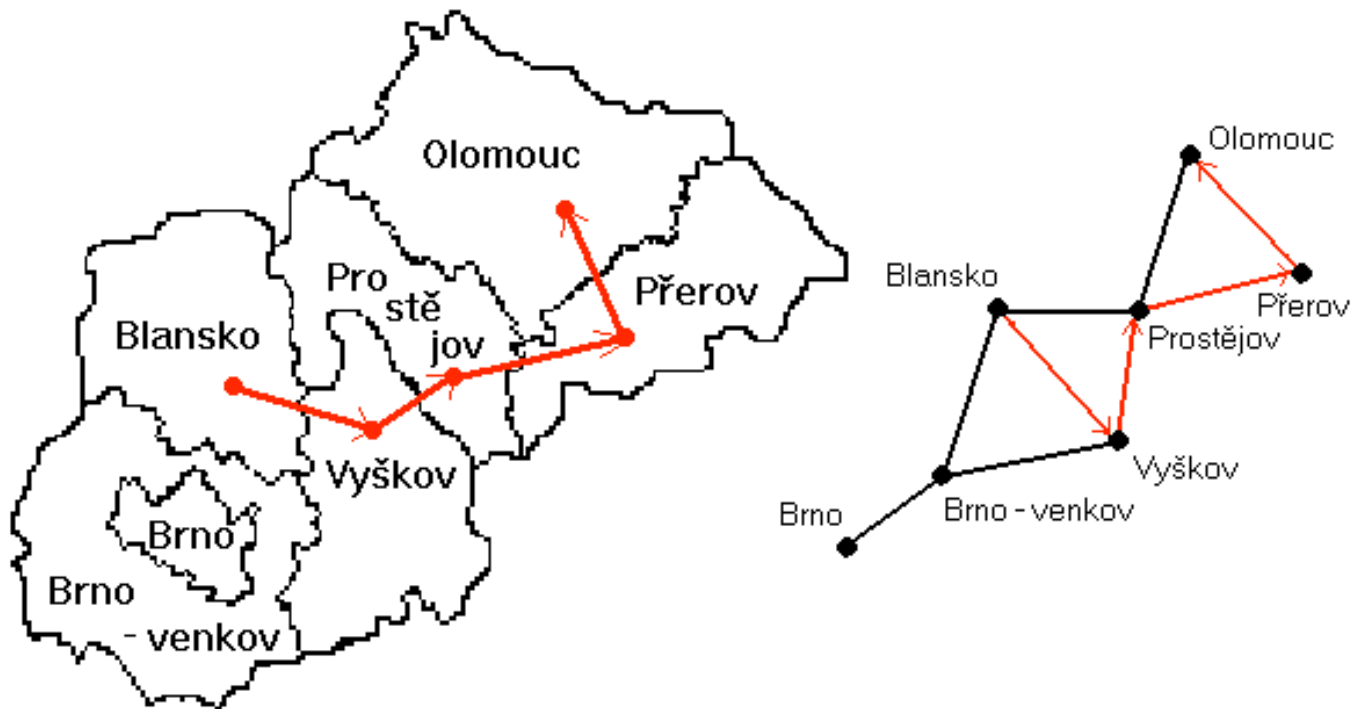 Olomouc
Pro
stě
jov
Přerov
Blansko
Vyškov
Brno
Brno
- venkov
Olomouc
Blansko
Přerov
Prostějov
Vyškov
Brno - venkov
Brno